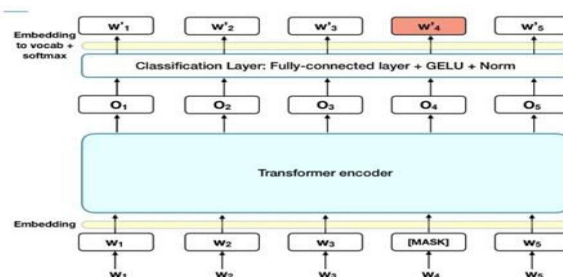 Embedding to vocab + softmax
W'1 W'2 W'3 W'4 W'5
Classification Layer: Fully-connected layer + GELU + Norm
O1 O2 O3 O4 O5
Transformer encoder
Embedding
W1 W2 W3 [MASK] W5
W1 W2 W3 W4 W5